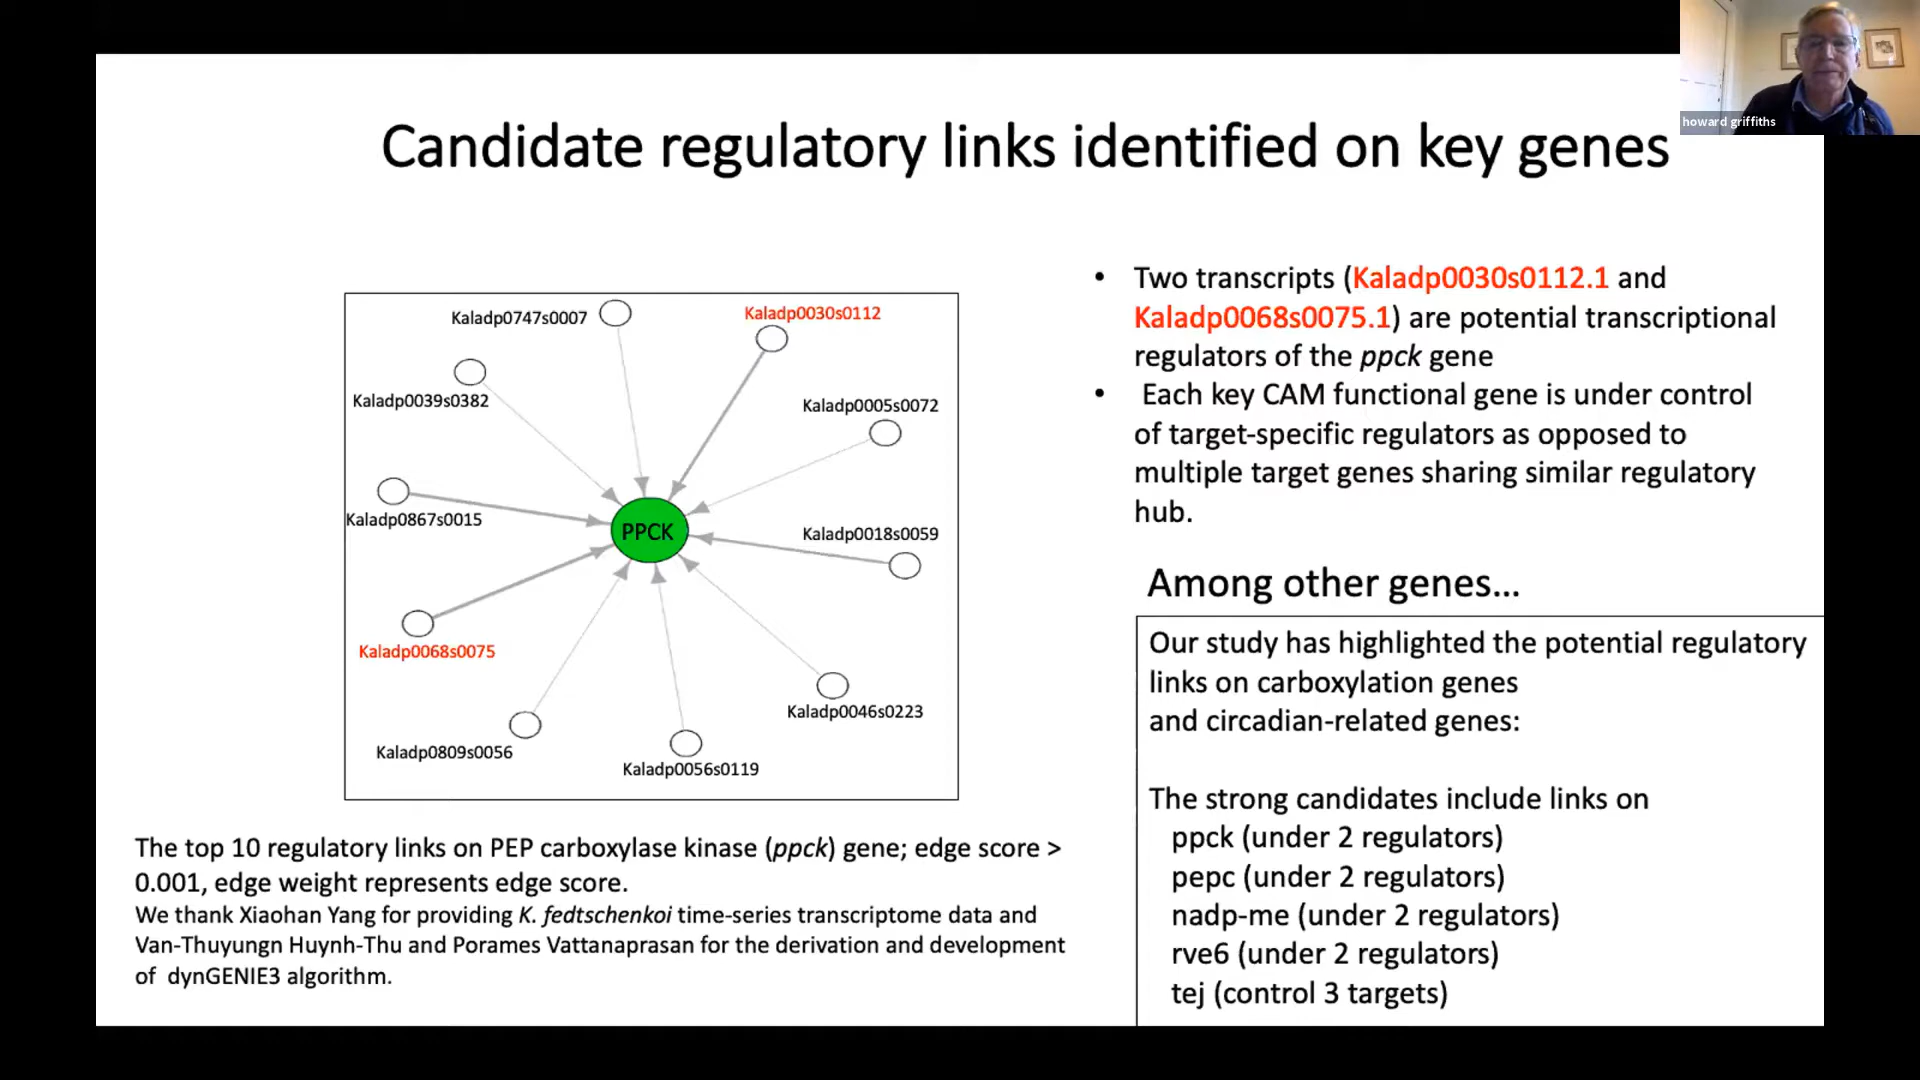 howard griffiths
Candidate regulatory links identified on key genes
Kaladp0747s0007
Kaladp0030s0112
Kaladp0039s0382
Kaladp0005s0072
Kaladp0867s0015
PPCK
Kaladp0018s0059
Kaladp0068s0075
Kaladp0046s0223
Kaladp0809s0056
Kaladp0056s0119
The top 10 regulatory links on PEP carboxylase kinase (ppck) gene; edge score >
0.001, edge weight represents edge score.
We thank Xiaohan Yang for providing K. fedtschenkoi time-series transcriptome data and
Van-Thuyungn Huynh-Thu and Porames Vattanaprasan for the derivation and development
of dynGENIE3 algorithm.
• Two transcripts (Kaladp0030s0112.1 and
Kaladp0068s0075.1) are potential transcriptional
regulators of the ppck gene
• Each key CAM functional gene is under control
of target-specific regulators as opposed to
multiple target genes sharing similar regulatory
hub.
Among other genes...
Our study has highlighted the potential regulatory
links on carboxylation genes
and circadian-related genes:
The strong candidates include links on
ppck (under 2 regulators)
pepc (under 2 regulators)
nadp-me (under 2 regulators)
rve6 (under 2 regulators)
tej (control 3 targets)